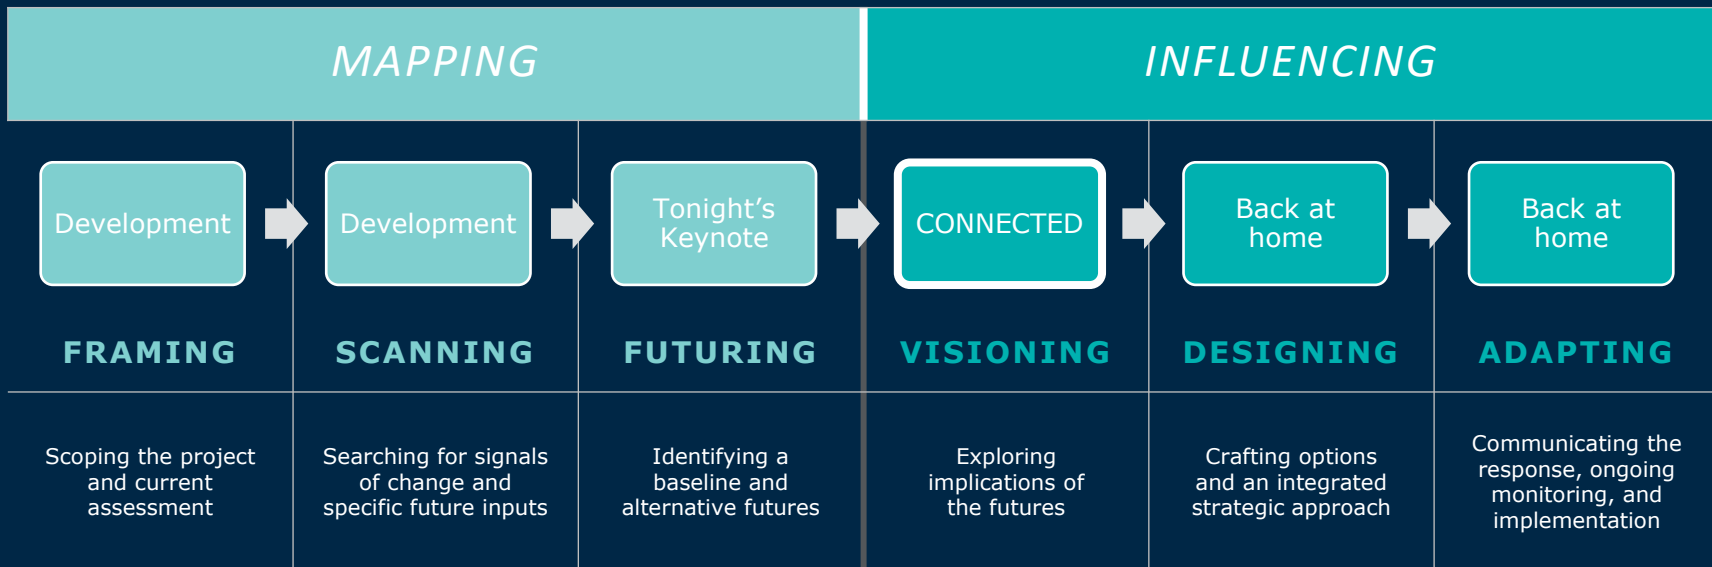 MAPPING
INFLUENCING
Development
Development
Tonight’s
Keynote
CONNECTED
Back at
home
Back at
home
FRAMING
SCANNING
FUTURING
VISIONING
DESIGNING
ADAPTING
Scoping the project
and current
assessment
Searching for signals
of change and
specific future inputs
Identifying a
baseline and
alternative futures
Exploring
implications of
the futures
Crafting options
and an integrated
strategic approach
Communicating the
response, ongoing
monitoring, and
implementation